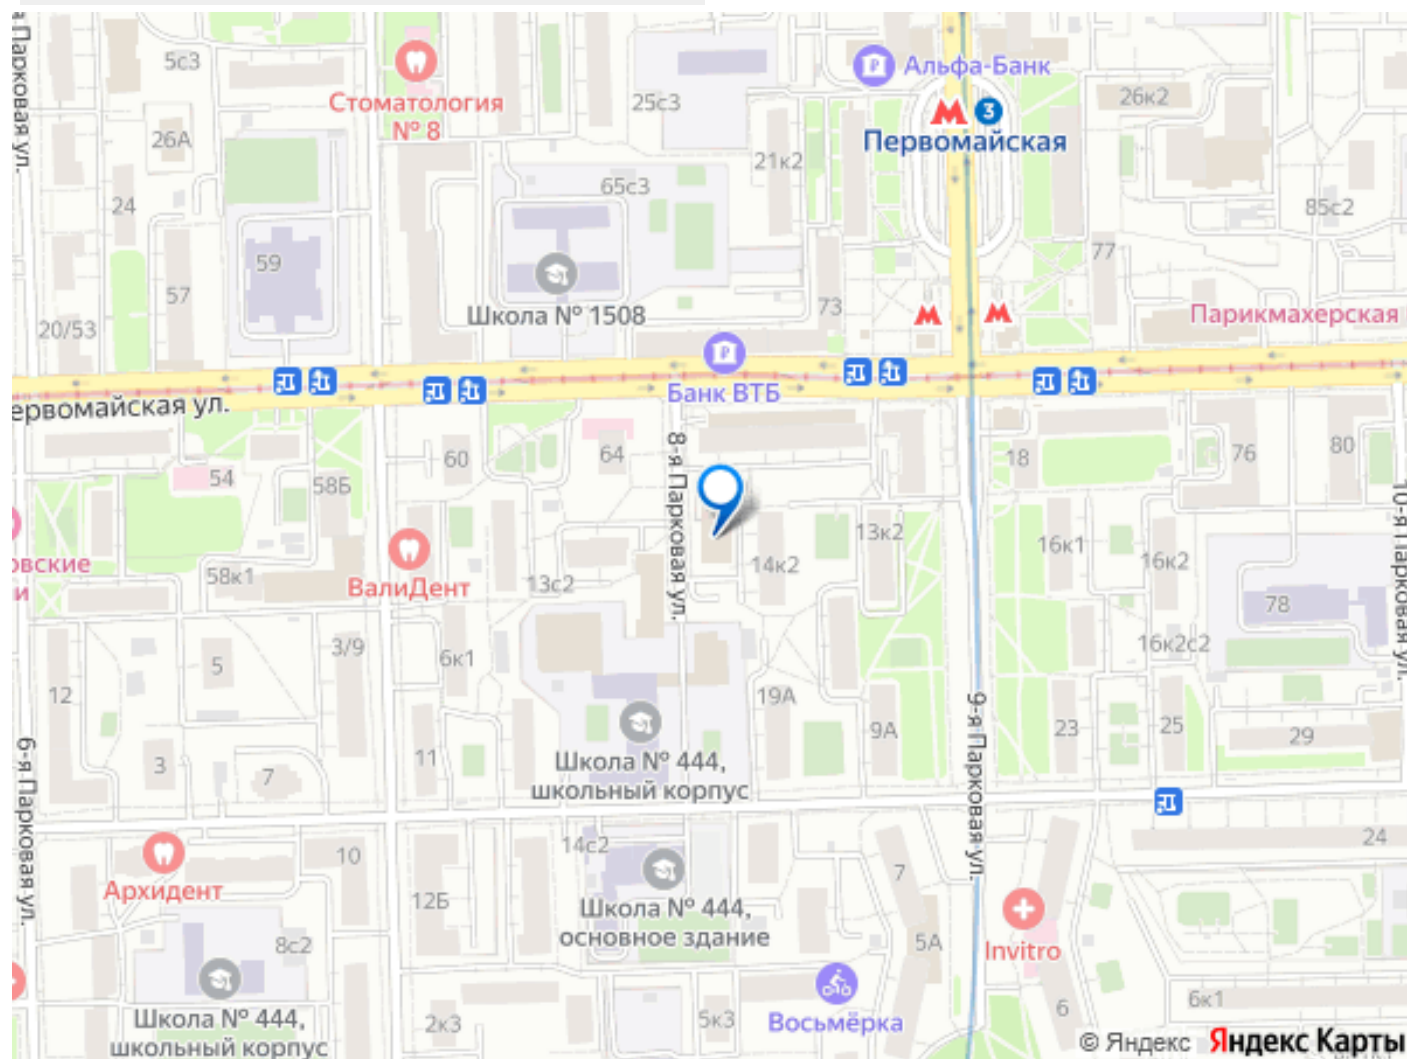 я Парковая ул.
5с3
Стоматология
№ 8
25с3
Альфа-Банк
3
Первомайская
26к2
26А
21к2
65с3
24
85с2
59
77
57
Школа № 1508
73
Парикмахерская
20/53
Банк ВТБ
ервомайская ул.
8-я Парковая ул.
60
64
76
80
18
54
58Б
10-я Парковая ул.
13к2
16к1
16к2
овские
и
58к1
ВалиДент
13с2
14к2
78
3/9
6к1
5
16к2с2
12
19А
9А
23
25
29
9-я Парковая ул.
6-я Парковая ул.
3
7
11
Школа № 444,
школьный корпус
14с2
24
10
Архидент
12Б
7
Школа № 444,
основное здание
5А
Invitro
8с2
Школа № 444,
школьный корпус
2к3
5к3
Восьмёрка
6
6к1
© Яндекс Яндекс Карты